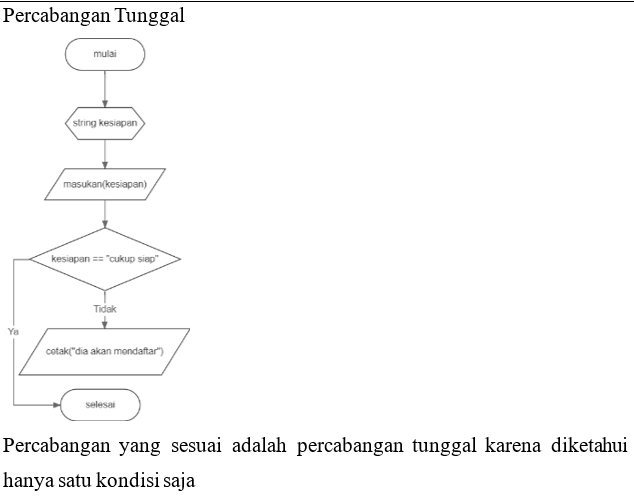 Percabangan Tunggal
mulai
string kesiapan
masukan(kesiapan)
kesiapan == "cukup siap"
Tidak
Ya
cetak("dia akan mendaftar")
selesai
Percabangan yang sesuai adalah percabangan tunggal karena diketahui
hanya satu kondisi saja